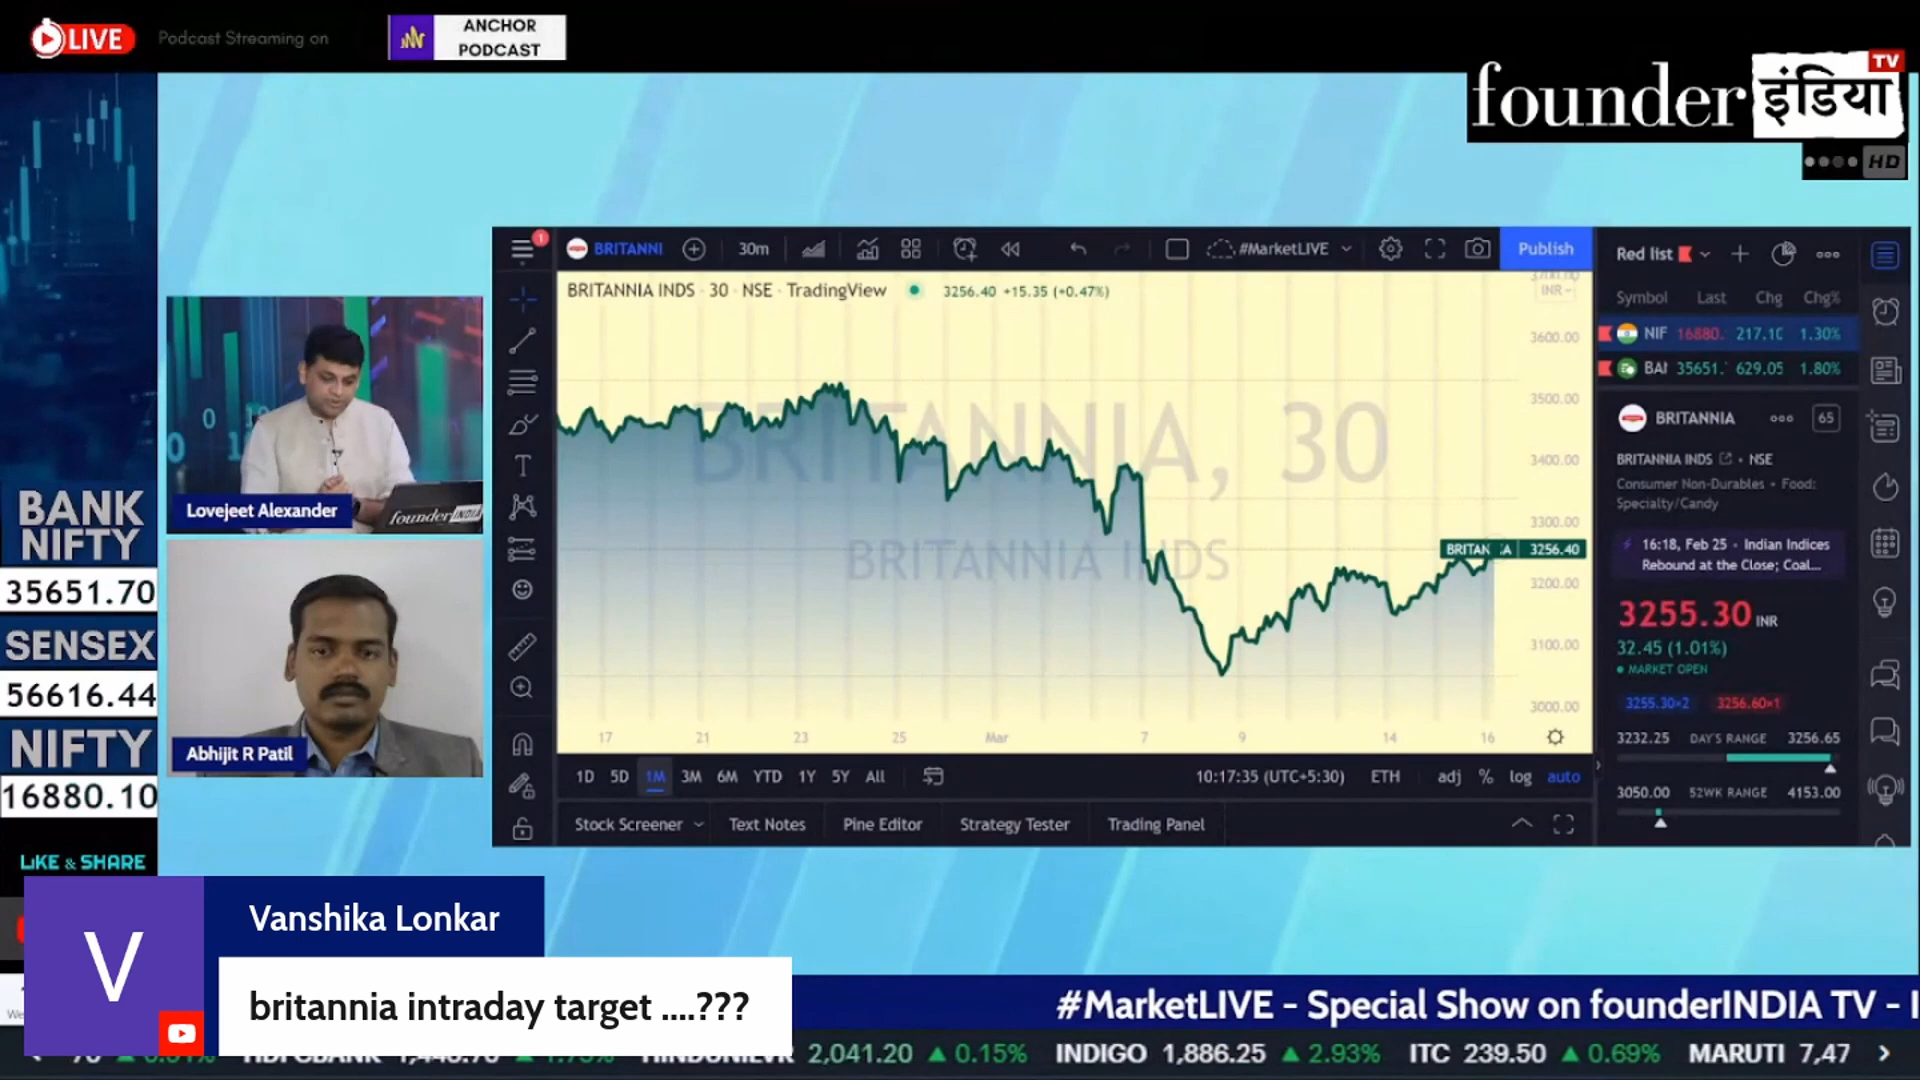 LIVE
Podcast Streaming on
ANCHOR
PODCAST
founder इंडिया
TV
HD
BANK
NIFTY
35651.70
SENSEX
56616.44
NIFTY
16880.10
LIKE & SHARE
Lovejeet Alexander
founder INDIA
Abhijit R Patil
1
BRITANNI
30m
#MarketLIVE
Publish
BRITANNIA INDS · 30 · NSE · TradingView
3256.40 +15.35 (+0.47%)
INR
BRITANNIA, 30
BRITANNIA INDS
3600.00
3500.00
3400.00
3300.00
3256.40
3200.00
3100.00
3000.00
17 21 23 25 Mar 7 9 14 16
1D 5D 1M 3M 6M YTD 1Y 5Y All
10:17:35 (UTC+5:30) ETH adj % log auto
Stock Screener Text Notes Pine Editor Strategy Tester Trading Panel
Red list
Symbol Last Chg Chg%
NIF 16880. 217.10 1.30%
BAI 35651. 629.05 1.80%
BRITANNIA 65
BRITANNIA INDS · NSE
Consumer Non-Durables · Food:
Specialty/Candy
16:18, Feb 25 · Indian Indices
Rebound at the Close; Coal...
3255.30 INR
32.45 (1.01%)
MARKET OPEN
3255.30×2 3256.60×1
3232.25 DAY'S RANGE 3256.65
3050.00 52WK RANGE 4153.00
V
Vanshika Lonkar
britannia intraday target ....???
#MarketLIVE - Special Show on founderINDIA TV - I
HINDUNILVR 2,041.20 ▲ 0.15% INDIGO 1,886.25 ▲ 2.93% ITC 239.50 ▲ 0.69% MARUTI 7,47